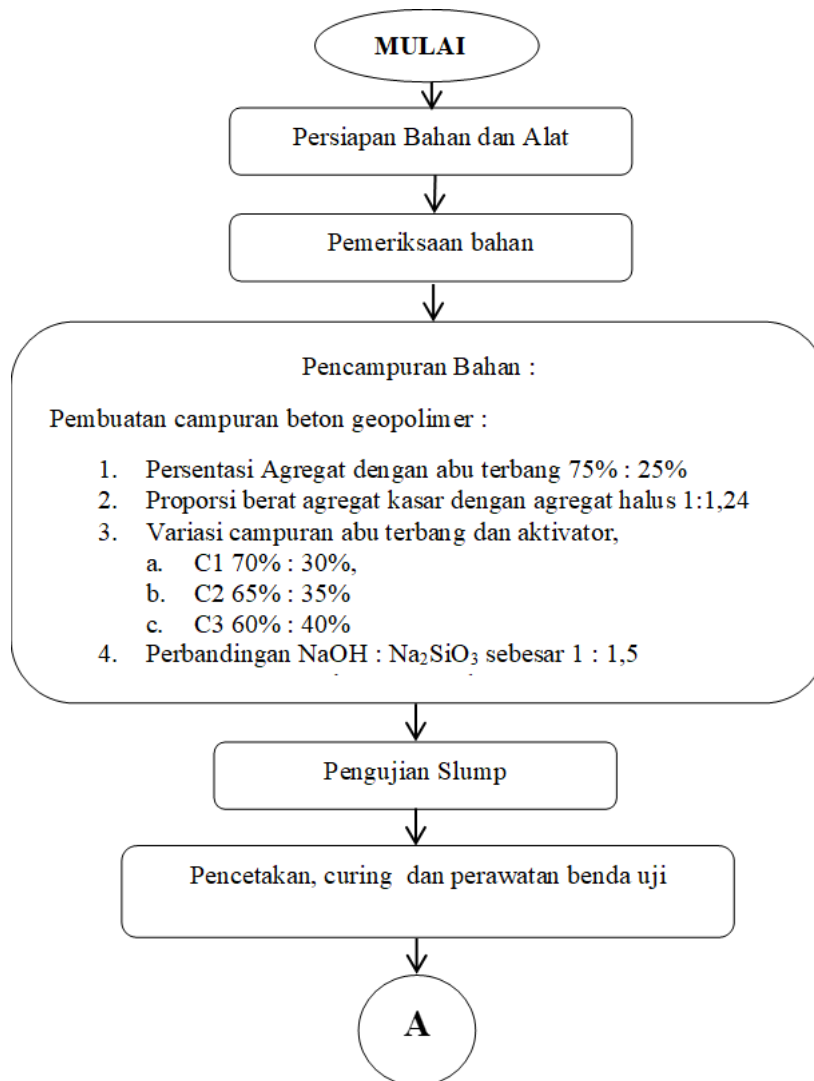 MULAI
Persiapan Bahan dan Alat
Pemeriksaan bahan
Pencampuran Bahan :
Pembuatan campuran beton geopolimer :
1. Persentasi Agregat dengan abu terbang 75% : 25%
2. Proporsi berat agregat kasar dengan agregat halus 1:1,24
3. Variasi campuran abu terbang dan aktivator,
a. C1 70% : 30%,
b. C2 65% : 35%
c. C3 60% : 40%
4. Perbandingan NaOH : Na₂SiO₃ sebesar 1 : 1,5
Pengujian Slump
Pencetakan, curing dan perawatan benda uji
A